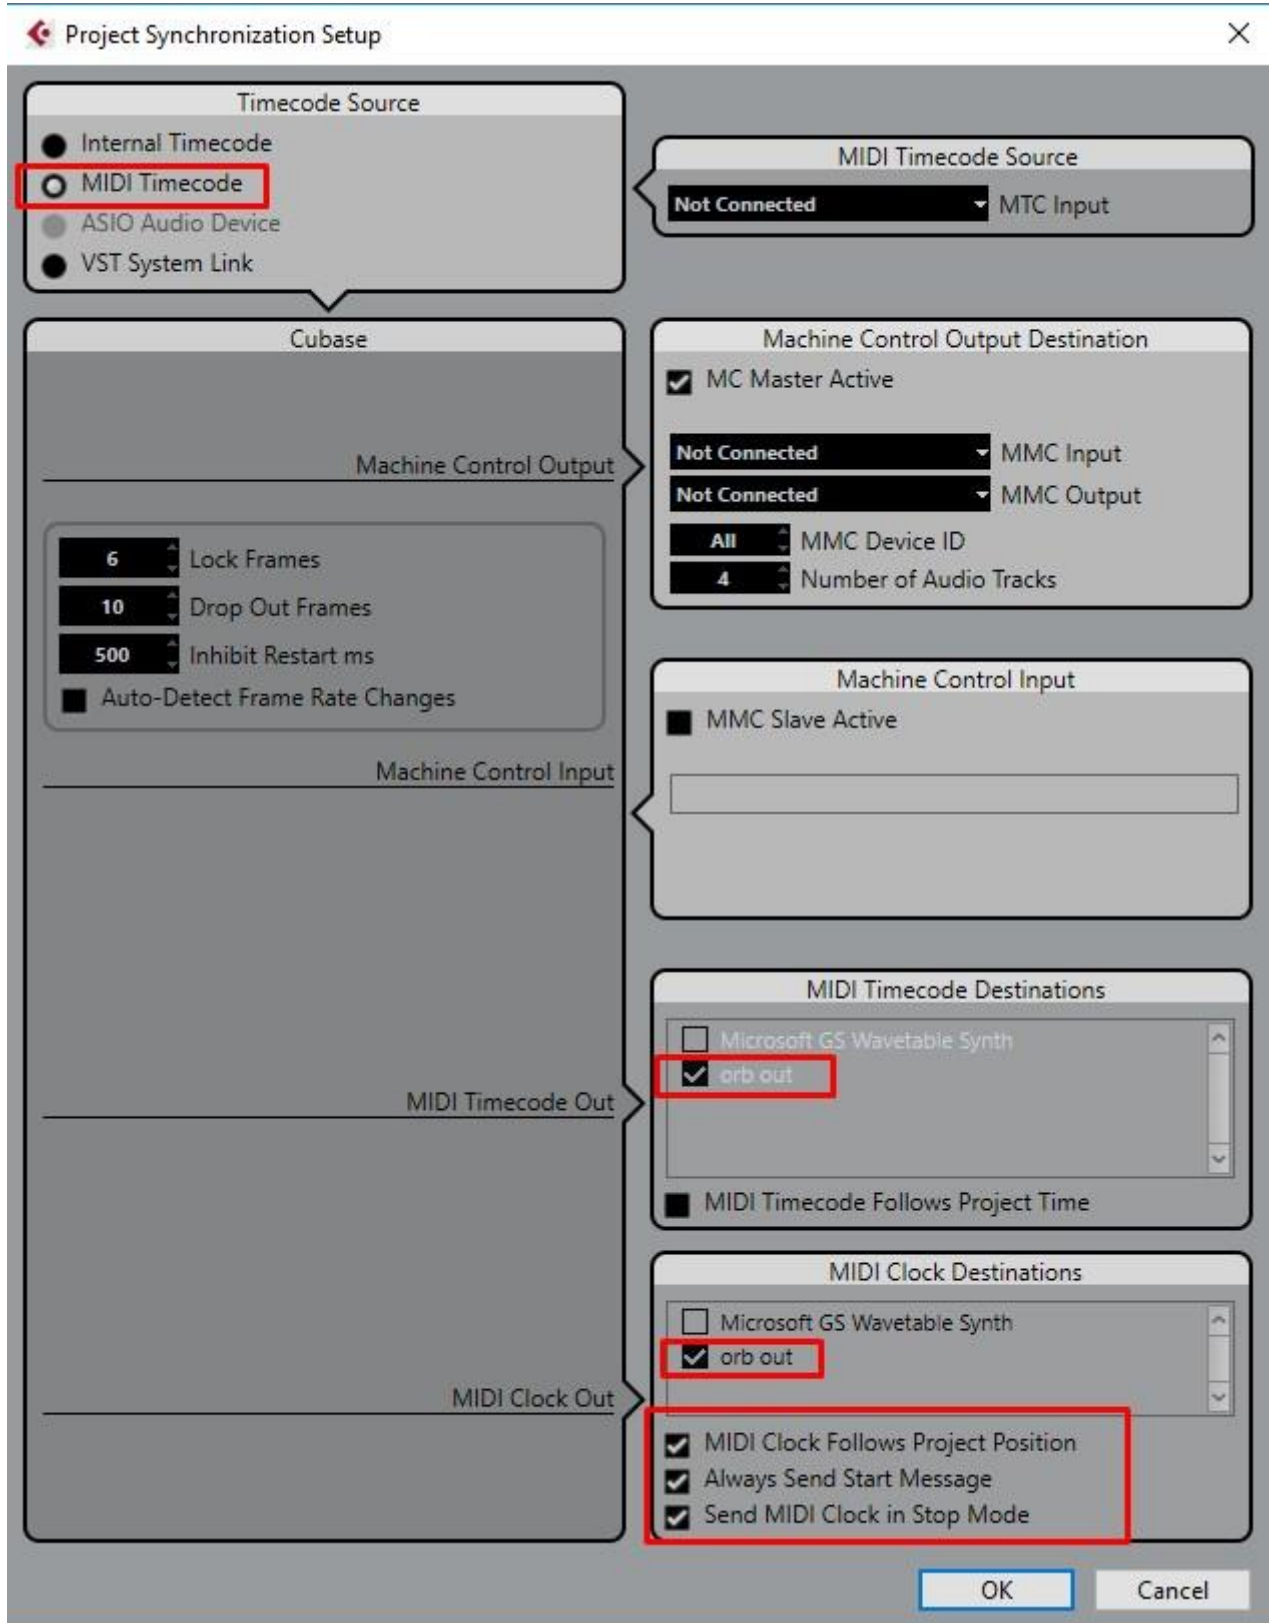 Project Synchronization Setup
Timecode Source
Internal Timecode
MIDI Timecode
ASIO Audio Device
VST System Link
MIDI Timecode Source
Not Connected MTC Input
Cubase
Machine Control Output
6 Lock Frames
10 Drop Out Frames
500 Inhibit Restart ms
Auto-Detect Frame Rate Changes
Machine Control Input
MIDI Timecode Out
MIDI Clock Out
Machine Control Output Destination
MC Master Active
Not Connected MMC Input
Not Connected MMC Output
All MMC Device ID
4 Number of Audio Tracks
Machine Control Input
MMC Slave Active
MIDI Timecode Destinations
Microsoft GS Wavetable Synth
orb out
MIDI Timecode Follows Project Time
MIDI Clock Destinations
Microsoft GS Wavetable Synth
orb out
MIDI Clock Follows Project Position
Always Send Start Message
Send MIDI Clock in Stop Mode
OK Cancel